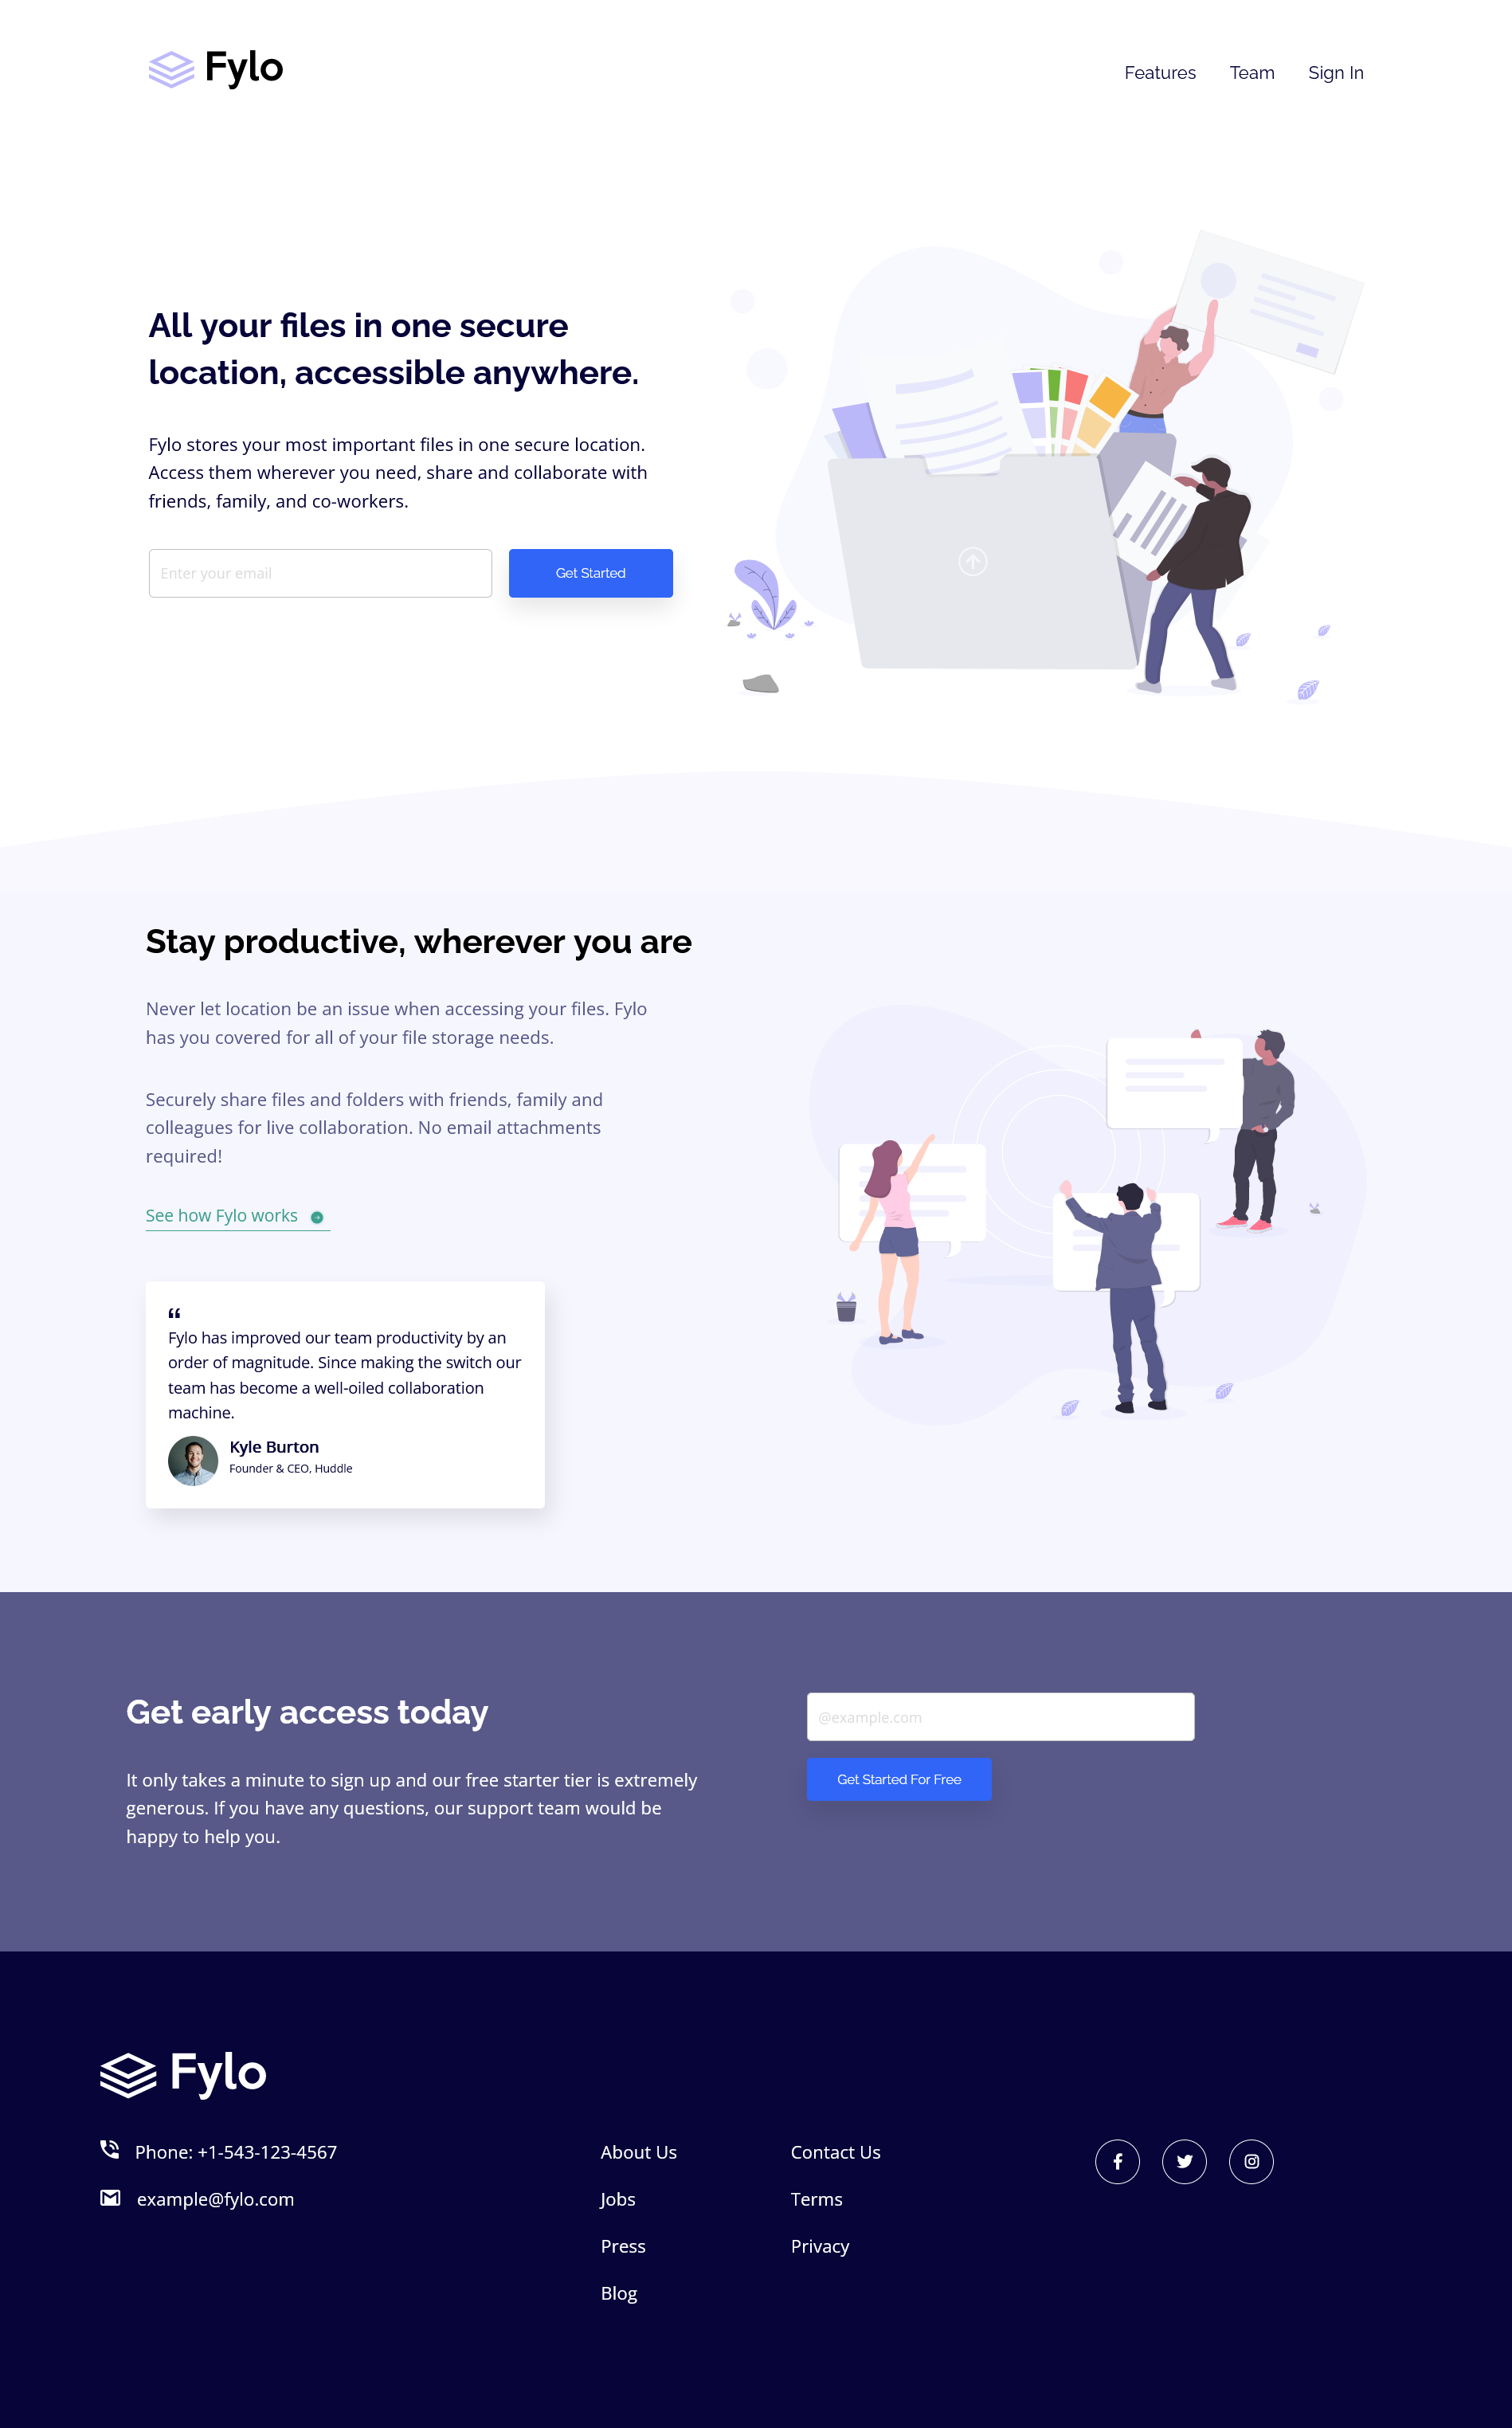 Fylo
Features Team Sign In
All your files in one secure
location, accessible anywhere.
Fylo stores your most important files in one secure location.
Access them wherever you need, share and collaborate with
friends, family, and co-workers.
Enter your email
Get Started
Stay productive, wherever you are
Never let location be an issue when accessing your files. Fylo
has you covered for all of your file storage needs.
Securely share files and folders with friends, family and
colleagues for live collaboration. No email attachments
required!
See how Fylo works
“
Fylo has improved our team productivity by an
order of magnitude. Since making the switch our
team has become a well-oiled collaboration
machine.
Kyle Burton
Founder & CEO, Huddle
Get early access today
It only takes a minute to sign up and our free starter tier is extremely
generous. If you have any questions, our support team would be
happy to help you.
@example.com
Get Started For Free
Fylo
Phone: +1-543-123-4567
example@fylo.com
About Us
Jobs
Press
Blog
Contact Us
Terms
Privacy